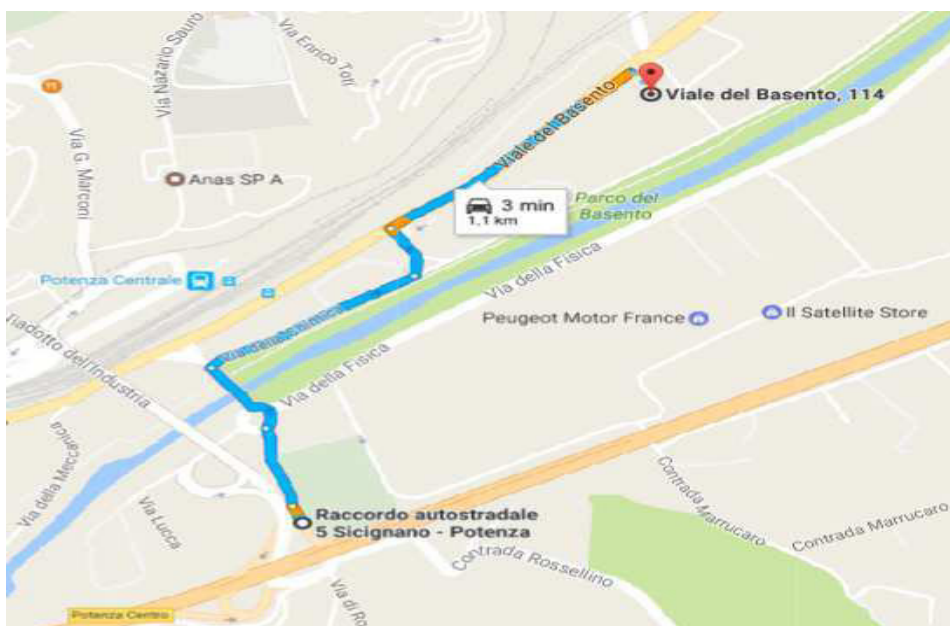 Via Nazario Sauro
Via Enrico Toti
Via G. Marconi
Viale del Basento, 114
Viale del Basento
Anas SP A
3 min
1,1 km
Parco del
Basento
Potenza Centrale
Via della Fisica
Peugeot Motor France
Il Satellite Store
dell'Industria
Via della Fisica
Via della Meccanica
Via Lucca
Raccordo autostradale
5 Sicignano - Potenza
Contrada Marrucaro
Contrada Marrucaro
Contrada Rossellino
Via di Ro
Potenza Centro